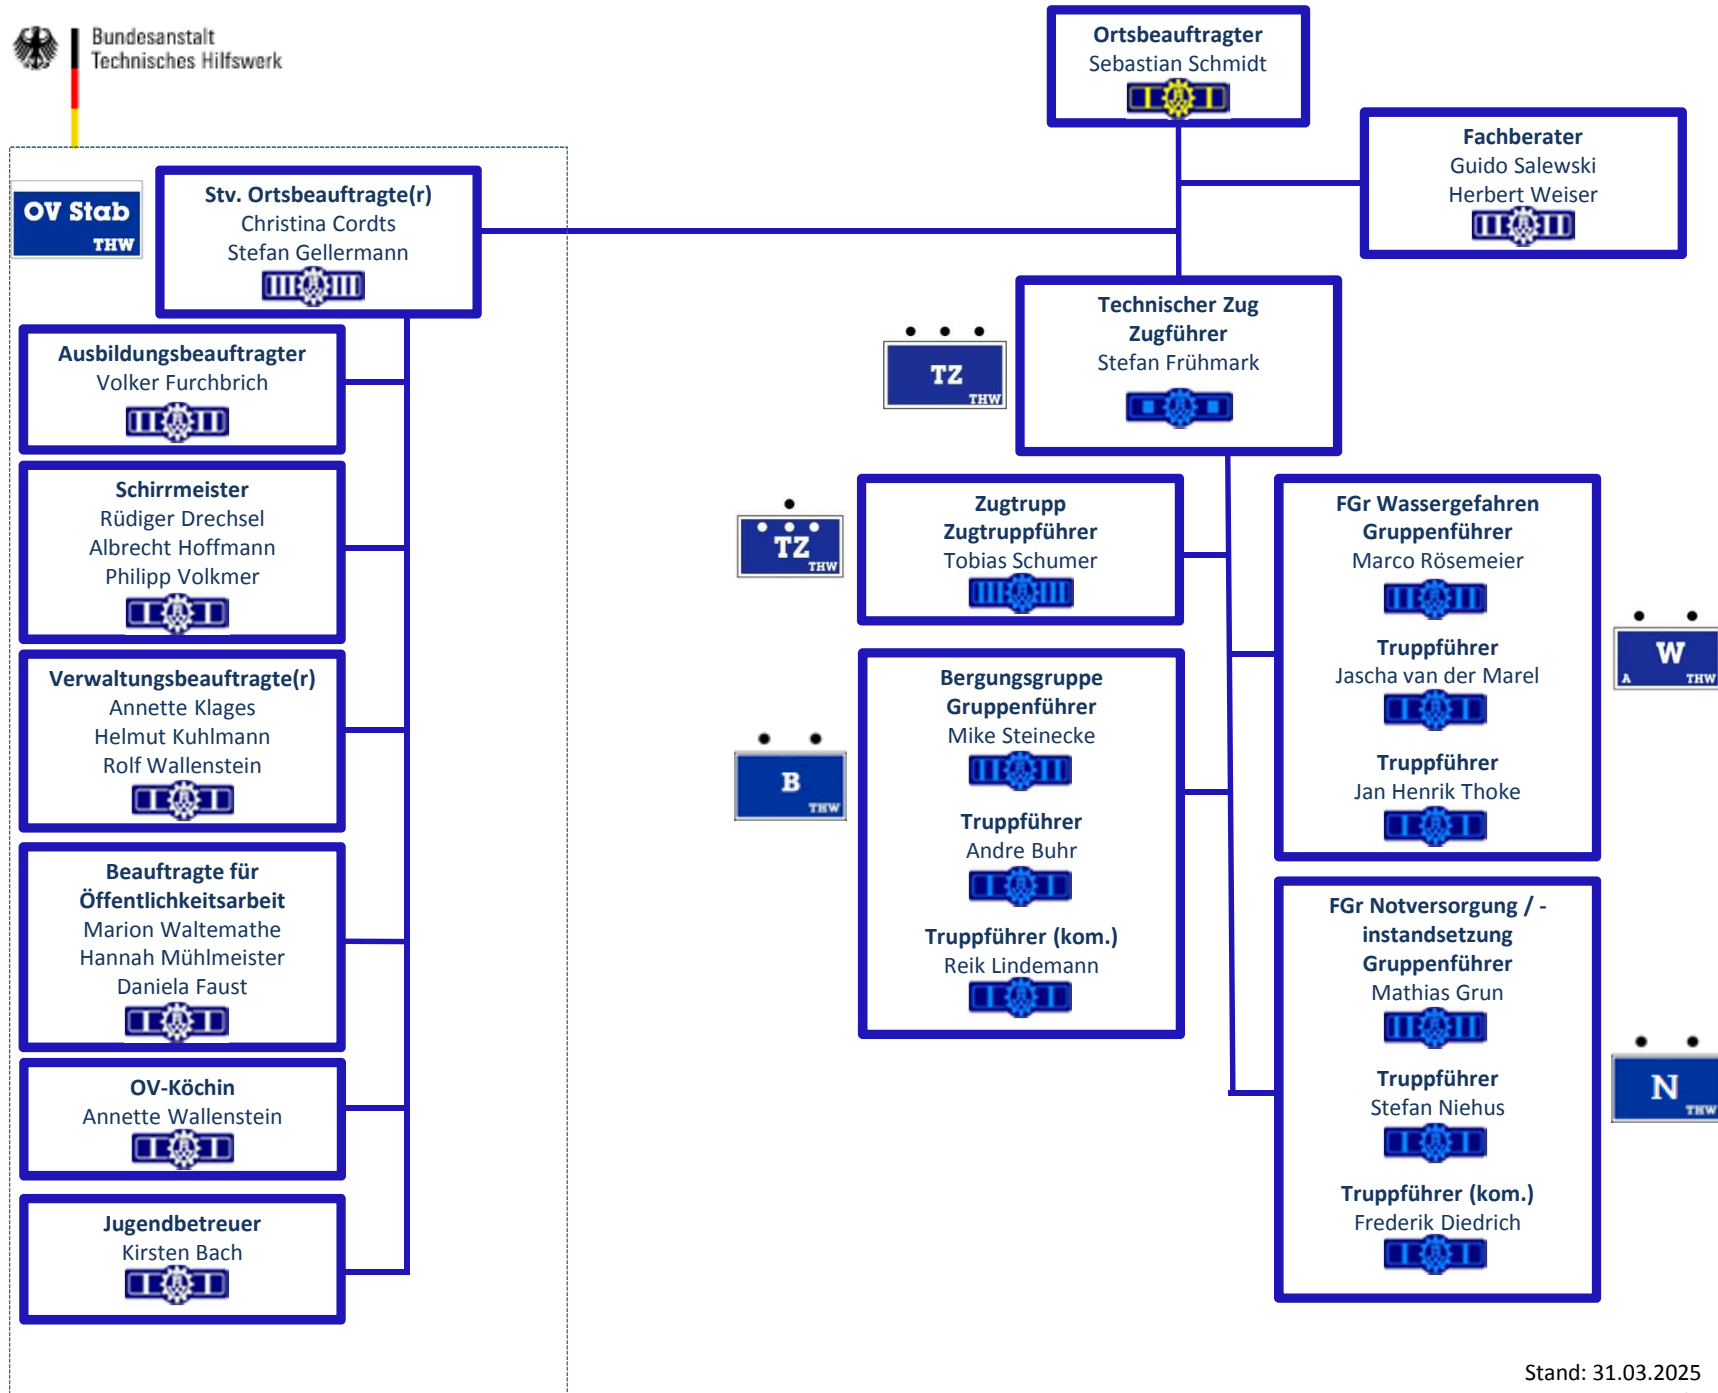 Bundesanstalt
Technisches Hilfswerk
Ortsbeauftragter
Sebastian Schmidt
Fachberater
Guido Salewski
Herbert Weiser
OV Stab
THW
Stv. Ortsbeauftragte(r)
Christina Cordts
Stefan Gellermann
Ausbildungsbeauftragter
Volker Furchbrich
Schirrmeister
Rüdiger Drechsel
Albrecht Hoffmann
Philipp Volkmer
Verwaltungsbeauftragte(r)
Annette Klages
Helmut Kuhlmann
Rolf Wallenstein
Beauftragte für
Öffentlichkeitsarbeit
Marion Waltemathe
Hannah Mühlmeister
Daniela Faust
OV-Köchin
Annette Wallenstein
Jugendbetreuer
Kirsten Bach
TZ
THW
Technischer Zug
Zugführer
Stefan Frühmark
TZ
THW
Zugtrupp
Zugtruppführer
Tobias Schumer
B
THW
Bergungsgruppe
Gruppenführer
Mike Steinecke
Truppführer
Andre Buhr
Truppführer (kom.)
Reik Lindemann
FGr Wassergefahren
Gruppenführer
Marco Rösemeier
Truppführer
Jascha van der Marel
Truppführer
Jan Henrik Thoke
W
A THW
FGr Notversorgung / -
instandsetzung
Gruppenführer
Mathias Grun
Truppführer
Stefan Niehus
Truppführer (kom.)
Frederik Diedrich
N
THW
Stand: 31.03.2025